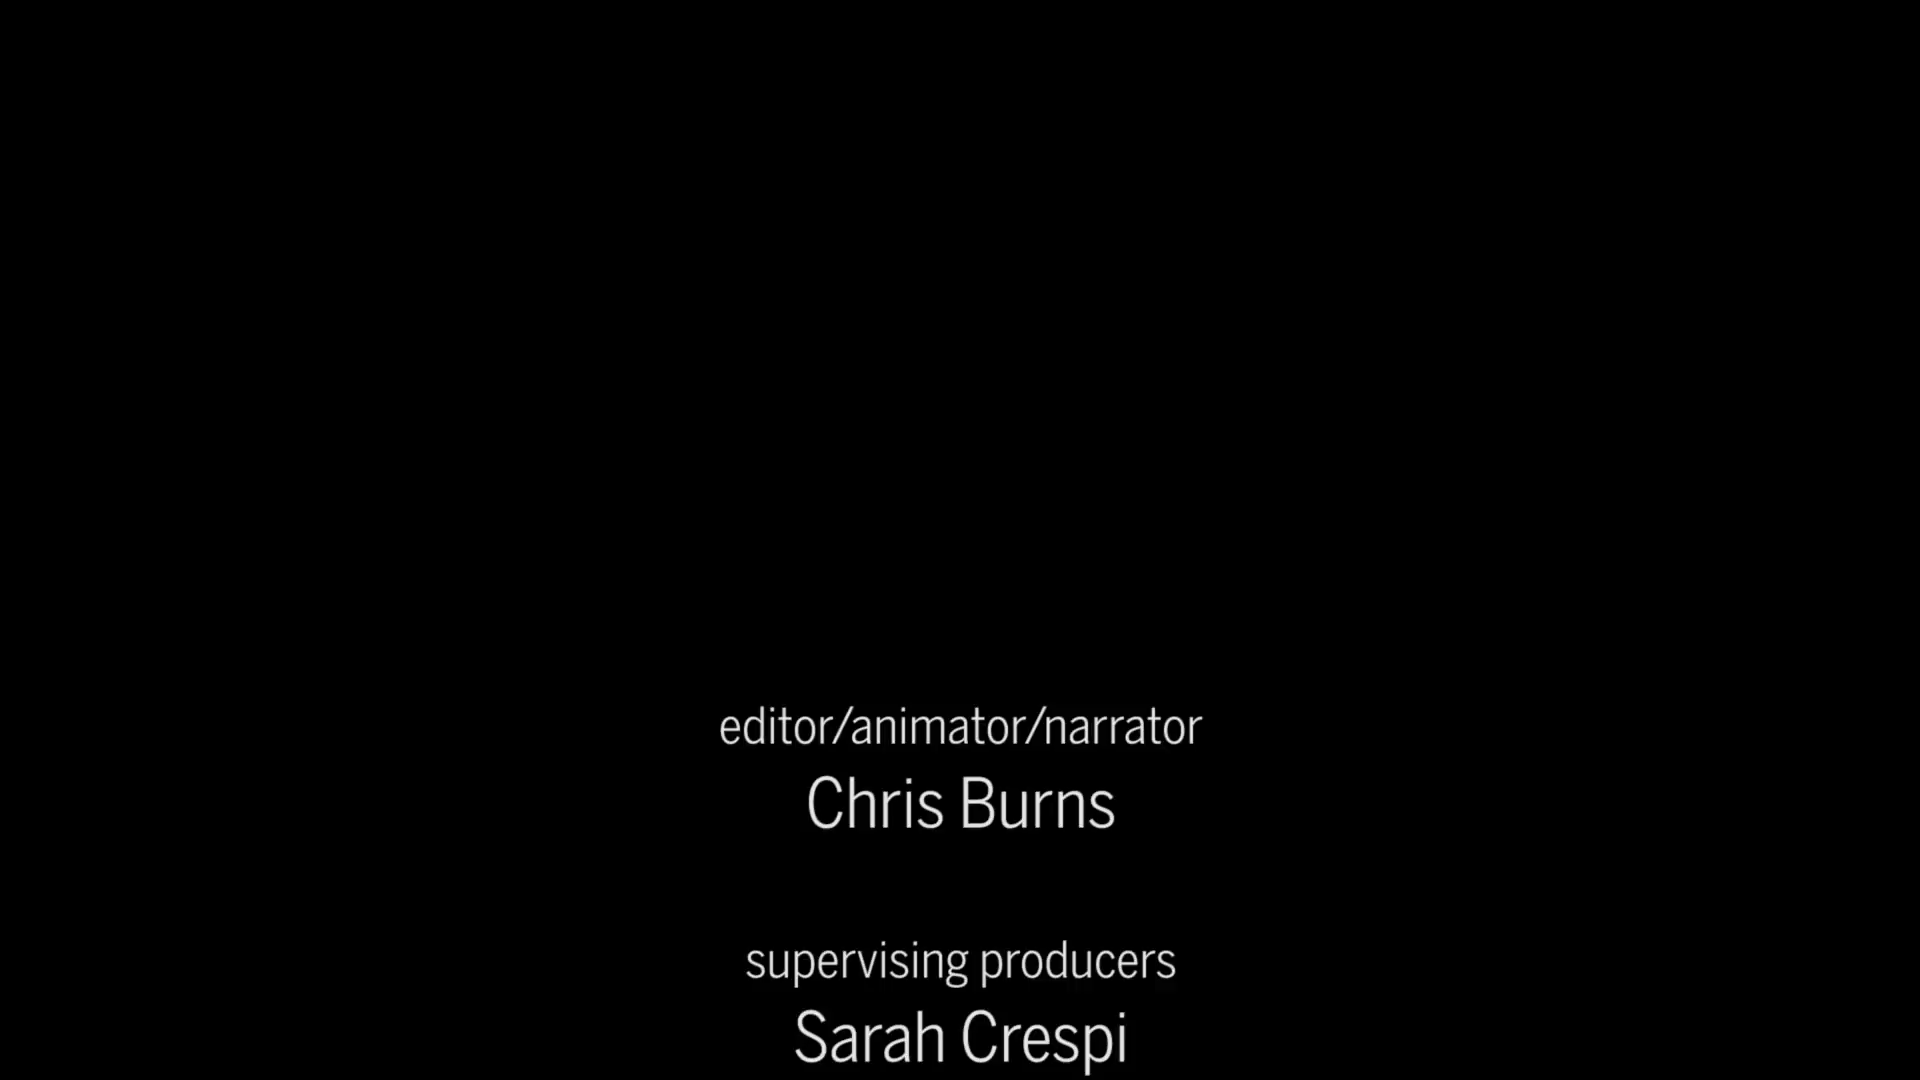 editor/animator/narrator
Chris Burns
supervising producers
Sarah Crespi